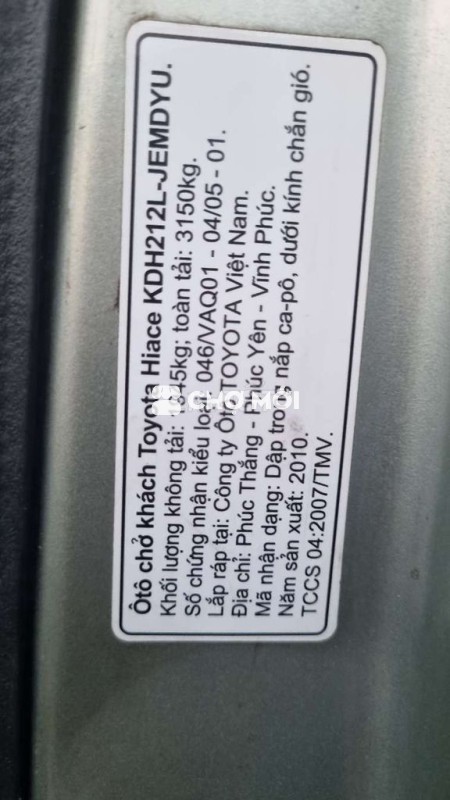 Ôtô chở khách Toyota Hiace KDH212L-JEMDYU.
Khối lượng không tải: kg; toàn tải: 3150kg.
Số chứng nhận kiểu loại: 046/VAQ01 - 04/05 - 01.
Lắp ráp tại: Công ty Ôtô TOYOTA Việt Nam.
Địa chỉ: Phúc Thắng - Phúc Yên - Vĩnh Phúc.
Mã nhận dạng: Dập trong nắp ca-pô, dưới kính chắn gió.
Năm sản xuất: 2010.
TCCS 04:2007/TMV.
CHỢ MỚI